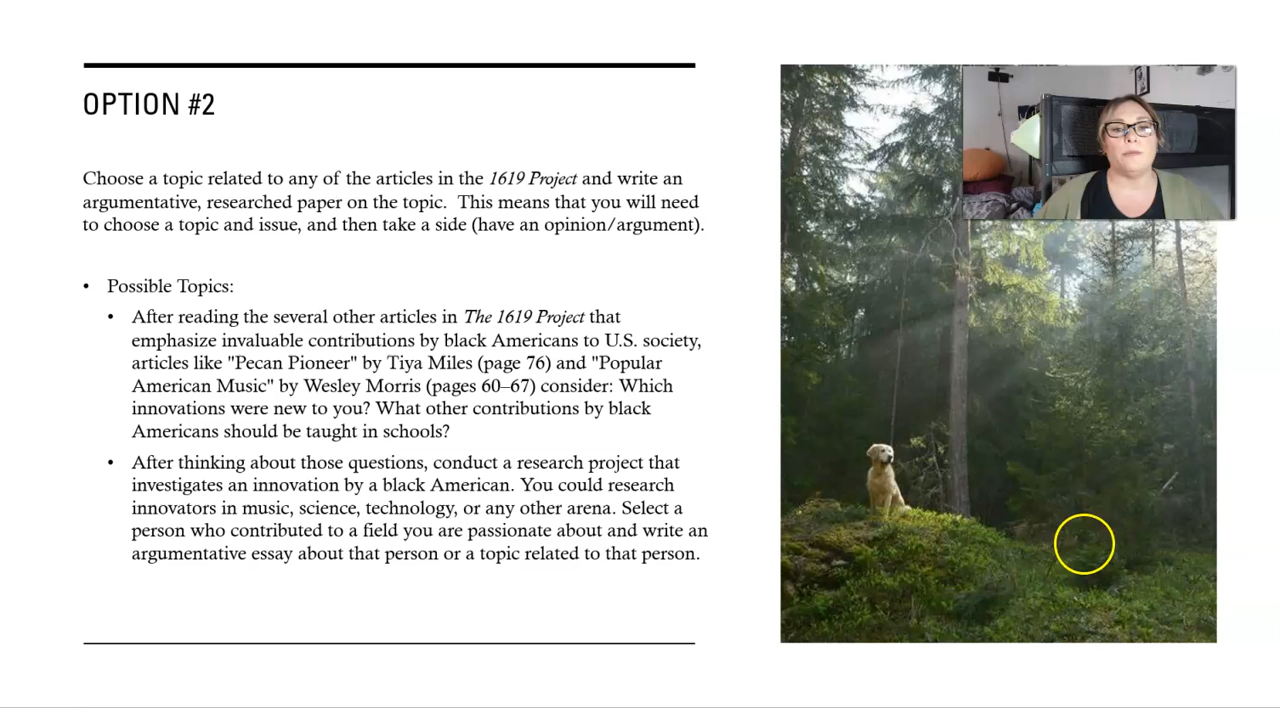 OPTION #2
Choose a topic related to any of the articles in the 1619 Project and write an
argumentative, researched paper on the topic.  This means that you will need
to choose a topic and issue, and then take a side (have an opinion/argument).
• Possible Topics:
• After reading the several other articles in The 1619 Project that
emphasize invaluable contributions by black Americans to U.S. society,
articles like "Pecan Pioneer" by Tiya Miles (page 76) and "Popular
American Music" by Wesley Morris (pages 60–67) consider: Which
innovations were new to you? What other contributions by black
Americans should be taught in schools?
• After thinking about those questions, conduct a research project that
investigates an innovation by a black American. You could research
innovators in music, science, technology, or any other arena. Select a
person who contributed to a field you are passionate about and write an
argumentative essay about that person or a topic related to that person.